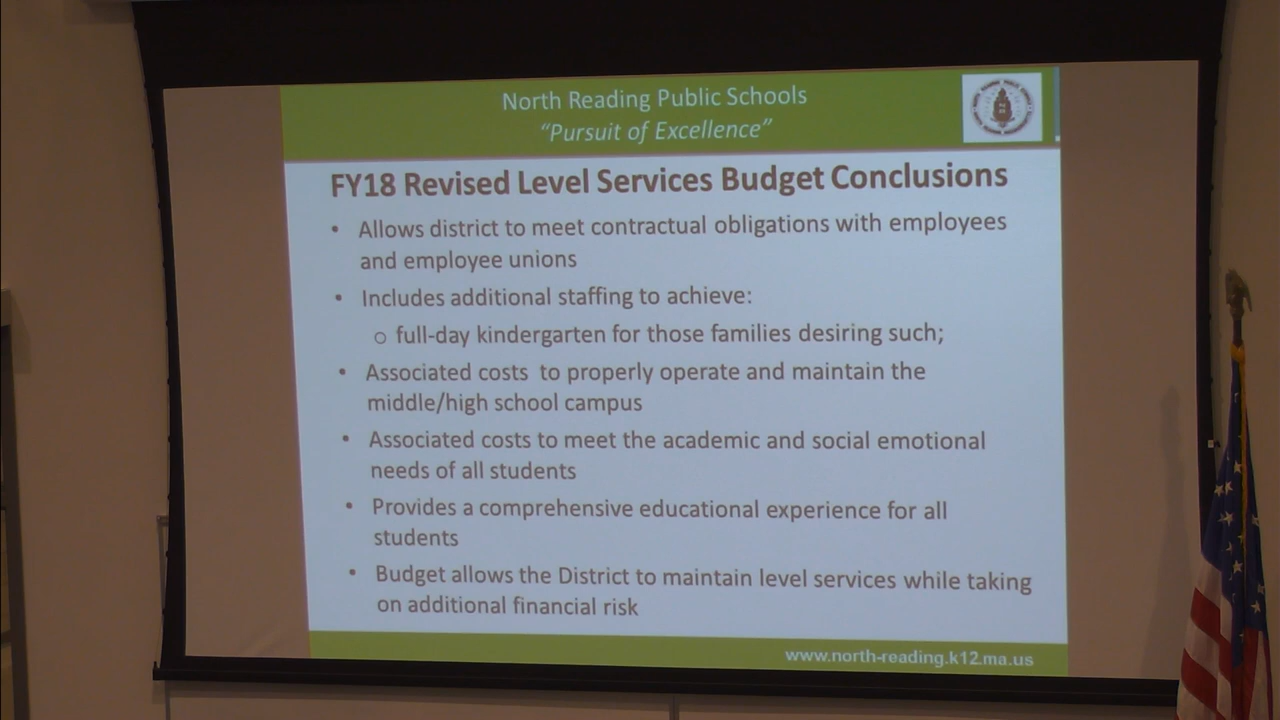 North Reading Public Schools
“Pursuit of Excellence”
FY18 Revised Level Services Budget Conclusions
• Allows district to meet contractual obligations with employees
and employee unions
• Includes additional staffing to achieve:
o full-day kindergarten for those families desiring such;
• Associated costs to properly operate and maintain the
middle/high school campus
• Associated costs to meet the academic and social emotional
needs of all students
• Provides a comprehensive educational experience for all
students
• Budget allows the District to maintain level services while taking
on additional financial risk
www.north-reading.k12.ma.us